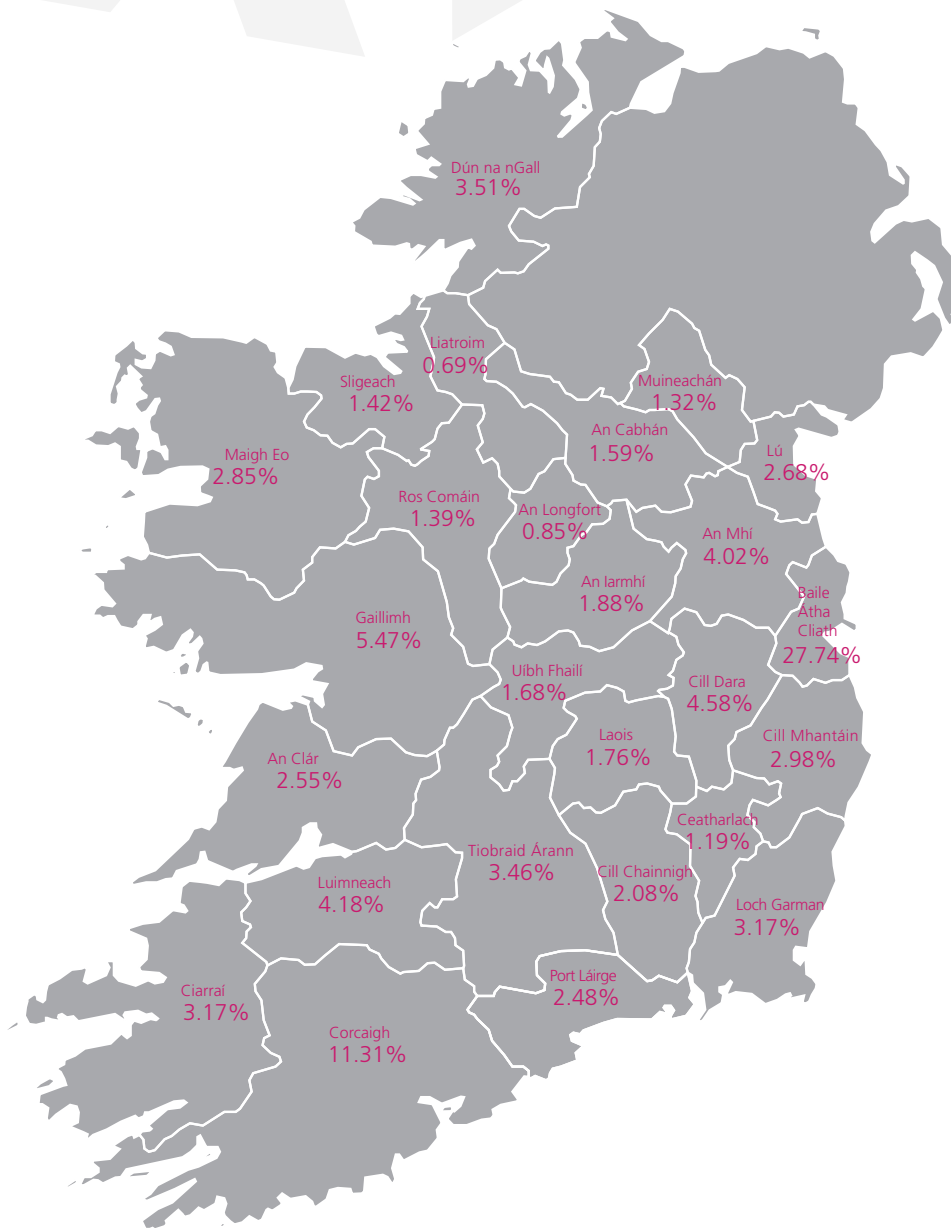 Dún na nGall
3.51%
Liatroim
0.69%
Sligeach
1.42%
Muineachán
1.32%
An Cabhán
1.59%
Lú
2.68%
Maigh Eo
2.85%
Ros Comáin
1.39%
An Longfort
0.85%
An Mhí
4.02%
An Iarmhí
1.88%
Baile
Átha
Cliath
27.74%
Gaillimh
5.47%
Uíbh Fhailí
1.68%
Cill Dara
4.58%
Laois
1.76%
Cill Mhantáin
2.98%
An Clár
2.55%
Ceatharlach
1.19%
Tiobraid Árann
3.46%
Cill Chainnigh
2.08%
Luimneach
4.18%
Loch Garman
3.17%
Port Láirge
2.48%
Ciarraí
3.17%
Corcaigh
11.31%